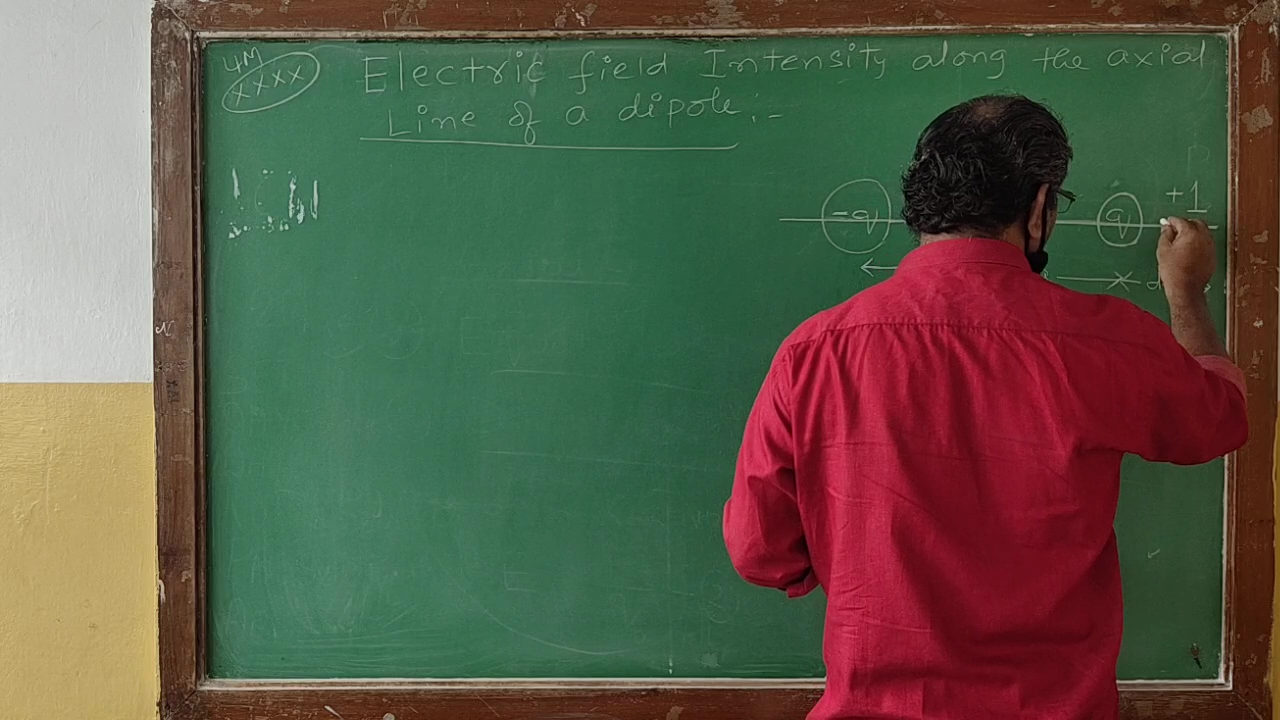 4M
XXXX
Electric field Intensity along the axial
Line of a dipole:-
-q q +1